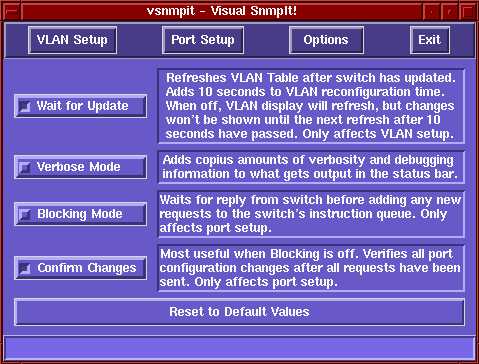 vsnmpit - Visual SnmpIt!
VLAN Setup Port Setup Options Exit
Wait for Update
Refreshes VLAN Table after switch has updated.
Adds 10 seconds to VLAN reconfiguration time.
When off, VLAN display will refresh, but changes
won't be shown until the next refresh after 10
seconds have passed. Only affects VLAN setup.
Verbose Mode
Adds copius amounts of verbosity and debugging
information to what gets output in the status bar.
Blocking Mode
Waits for reply from switch before adding any new
requests to the switch's instruction queue. Only
affects port setup.
Confirm Changes
Most useful when Blocking is off. Verifies all port
configuration changes after all requests have been
sent. Only affects port setup.
Reset to Default Values